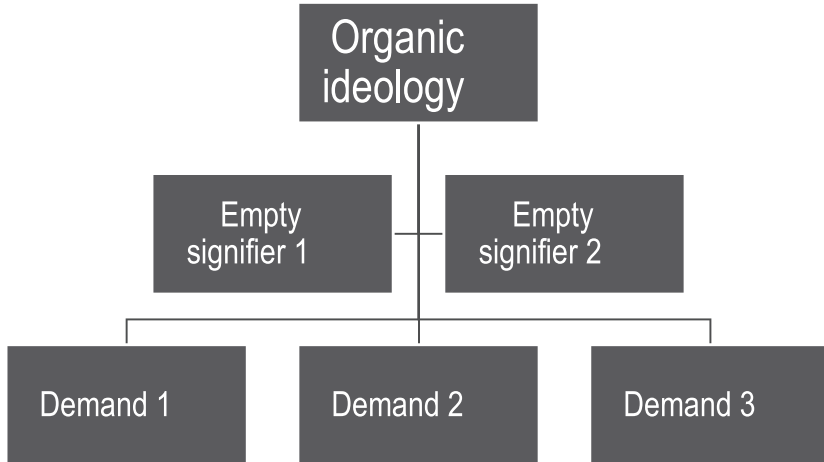 Organic
ideology
Empty
signifier 1
Empty
signifier 2
Demand 1
Demand 2
Demand 3